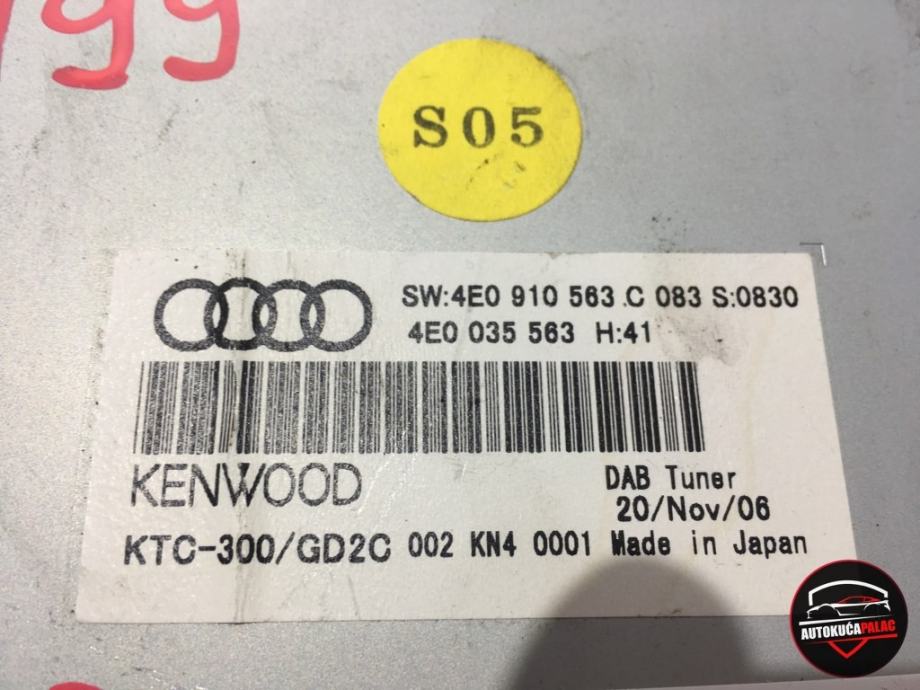 99
S05
SW:4E0 910 563 C 083 S:0830
4E0 035 563 H:41
KENWOOD
DAB Tuner
20/Nov/06
KTC-300/GD2C 002 KN4 0001 Made in Japan
AUTOKUĆAPALAC